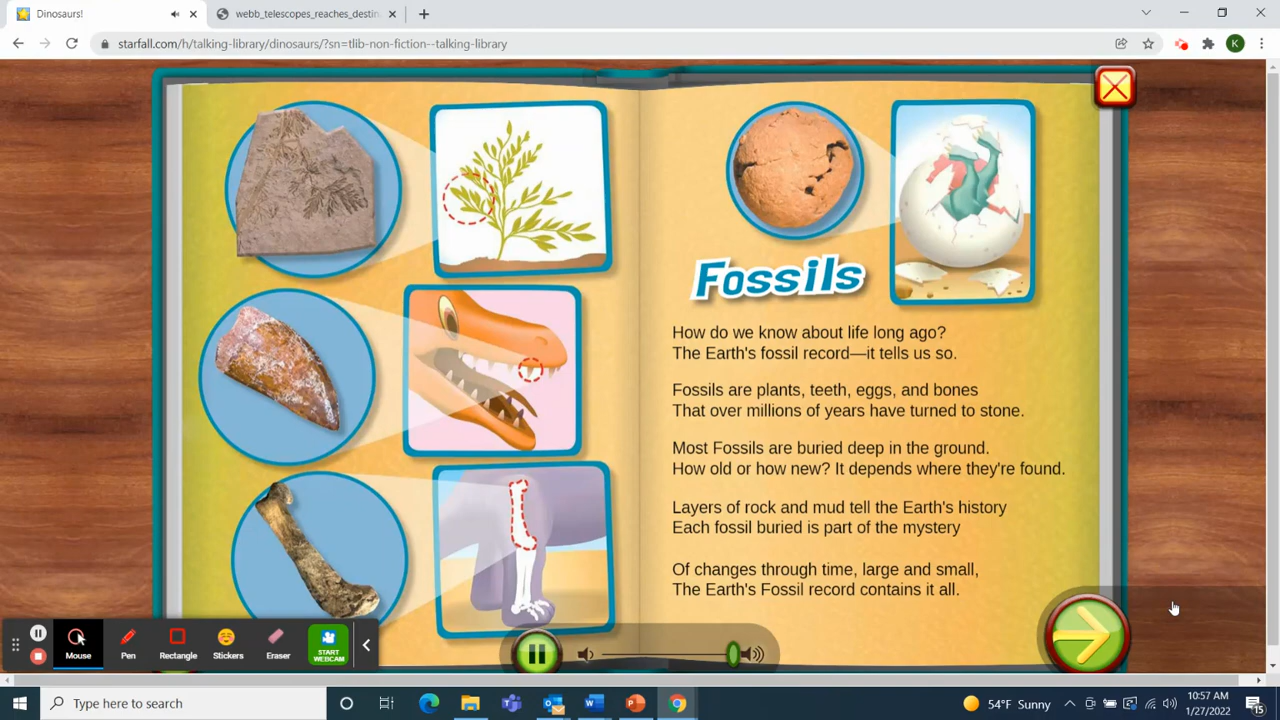 Dinosaurs!
webb_telescopes_reaches_destin
starfall.com/h/talking-library/dinosaurs/?sn=tlib-non-fiction--talking-library
K
Fossils
How do we know about life long ago?
The Earth's fossil record—it tells us so.
Fossils are plants, teeth, eggs, and bones
That over millions of years have turned to stone.
Most Fossils are buried deep in the ground.
How old or how new? It depends where they're found.
Layers of rock and mud tell the Earth's history
Each fossil buried is part of the mystery
Of changes through time, large and small,
The Earth's Fossil record contains it all.
Mouse
Pen
Rectangle
Stickers
Eraser
START
WEBCAM
Type here to search
54°F Sunny
10:57 AM
1/27/2022
15